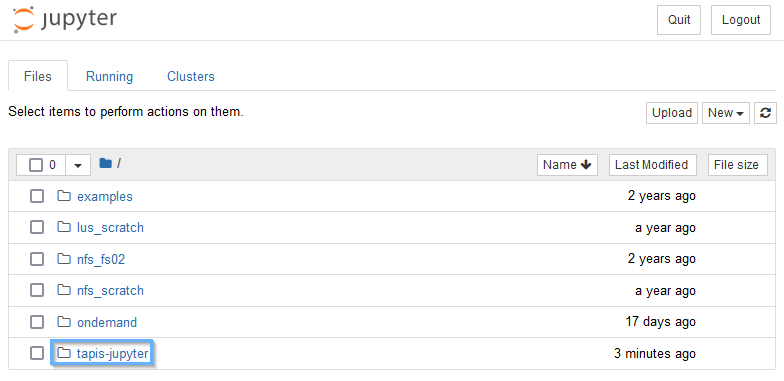 jupyter Quit Logout
Files Running Clusters
Select items to perform actions on them. Upload New
0 / Name Last Modified File size
examples 2 years ago
lus_scratch a year ago
nfs_fs02 2 years ago
nfs_scratch a year ago
ondemand 17 days ago
tapis-jupyter 3 minutes ago